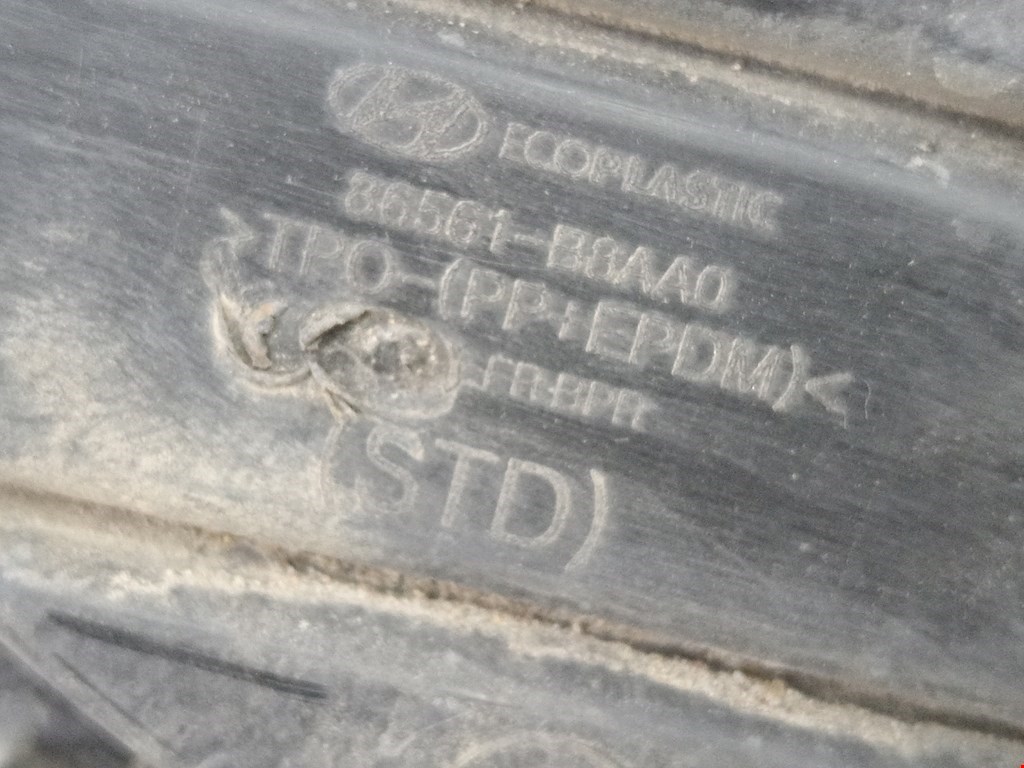 ECOPLASTIC
86561-B8AA0
>TPO-(PP+EPDM)<
FR-BPR
(STD)